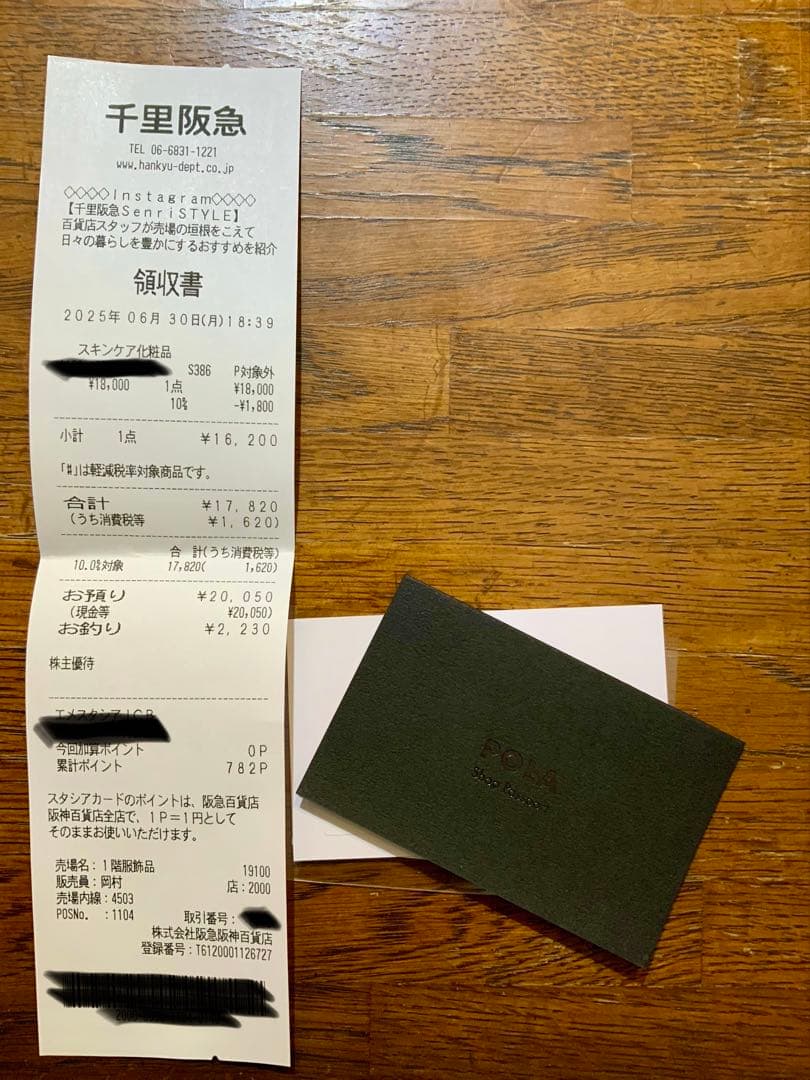 千里阪急
TEL 06-6831-1221
www.hankyu-dept.co.jp
◇◇◇◇Instagram◇◇◇◇
【千里阪急SenriSTYLE】
百貨店スタッフが売場の垣根をこえて
日々の暮らしを豊かにするおすすめを紹介
領収書
2025年 06月 30日(月)18:39
スキンケア化粧品
S386 P対象外
¥18,000 1点 ¥18,000
10% -¥1,800
小計 1点 ¥16,200
「#」は軽減税率対象商品です。
合計 ¥17,820
(うち消費税等 ¥1,620)
合 計(うち消費税等)
10.0%対象 17,820( 1,620)
お預り ¥20,050
(現金等 ¥20,050)
お釣り ¥2,230
株主優待
エメスタシアJCB
今回加算ポイント 0P
累計ポイント 782P
スタシアカードのポイントは、阪急百貨店
阪神百貨店全店で、1P=1円として
そのままお使いいただけます。
売場名:1階服飾品 19100
販売員:岡村 店:2000
売場内線:4503
POSNo. :1104 取引番号:
株式会社阪急阪神百貨店
登録番号:T6120001126727
POLA
Shop Passport